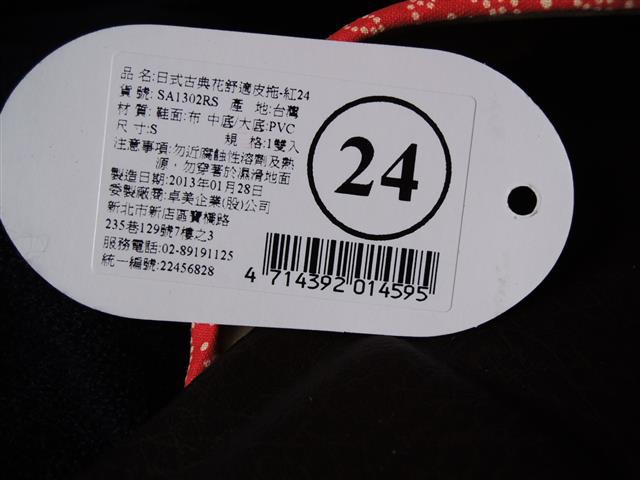 品 名:日式古典花舒適皮拖-紅24
貨 號: SA1302RS 產 地:台灣
材 質: 鞋面:布 中底/大底:PVC
尺 寸:S 規 格:1雙入
注意事項:勿近腐蝕性溶劑及熱
源，勿穿著於濕滑地面
製造日期:2013年01月28日
委製廠商:卓美企業(股)公司
新北市新店區寶橋路
235巷129號7樓之3
服務電話:02-89191125
統一編號:22456828
24
4 714392 014595